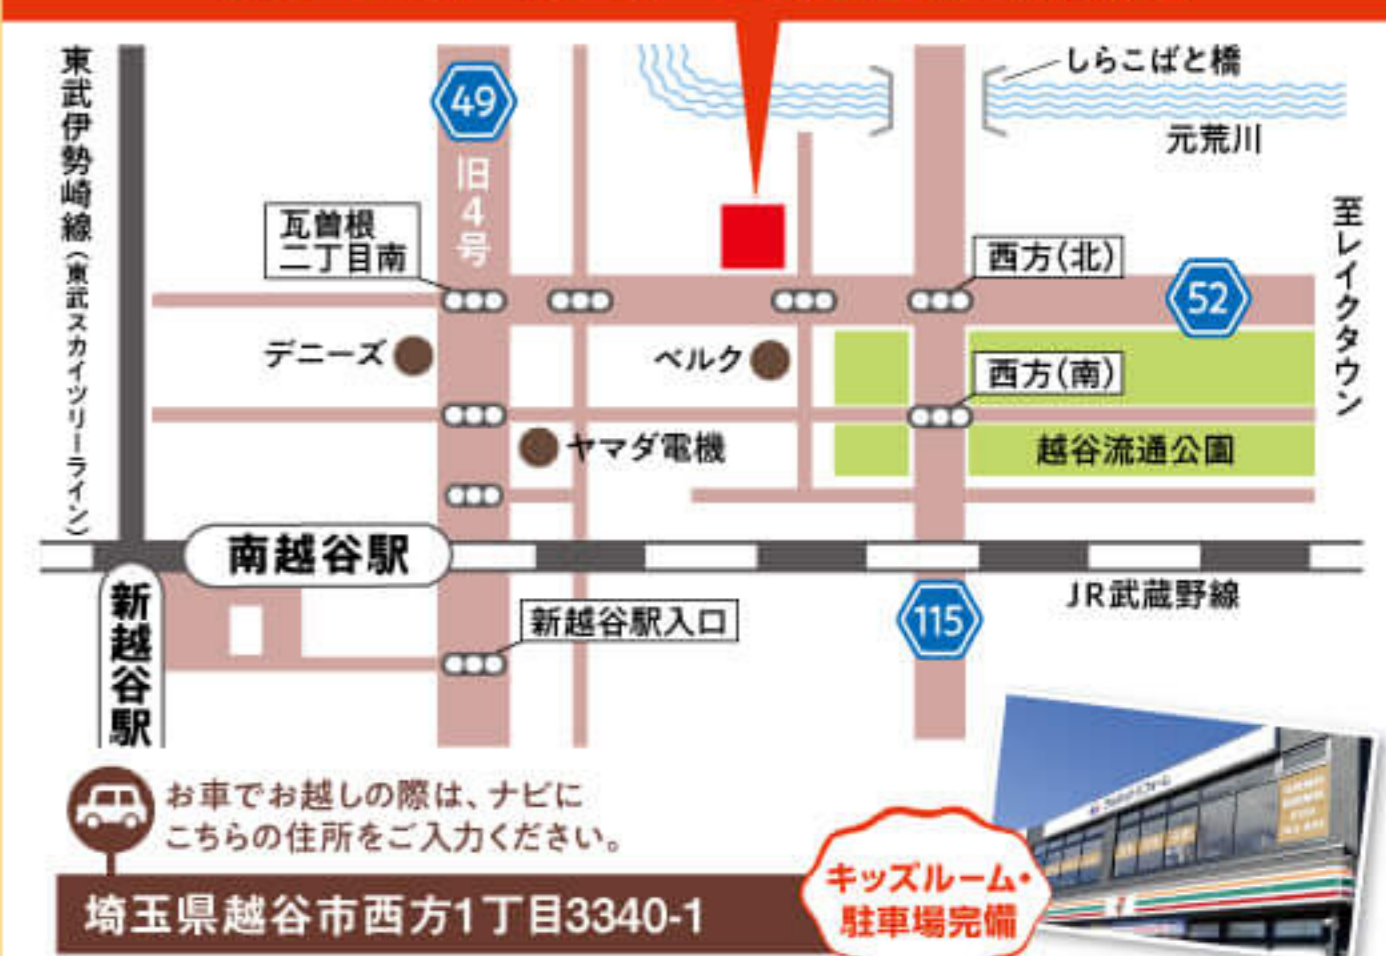 東武伊勢崎線(東武スカイツリーライン)
49
旧4号
しらこばと橋
元荒川
至レイクタウン
瓦曽根
二丁目南
西方(北)
52
デニーズ
ベルク
西方(南)
ヤマダ電機
越谷流通公園
南越谷駅
新越谷駅
新越谷駅入口
115
JR武蔵野線
お車でお越しの際は、ナビに
こちらの住所をご入力ください。
埼玉県越谷市西方1丁目3340-1
キッズルーム・
駐車場完備